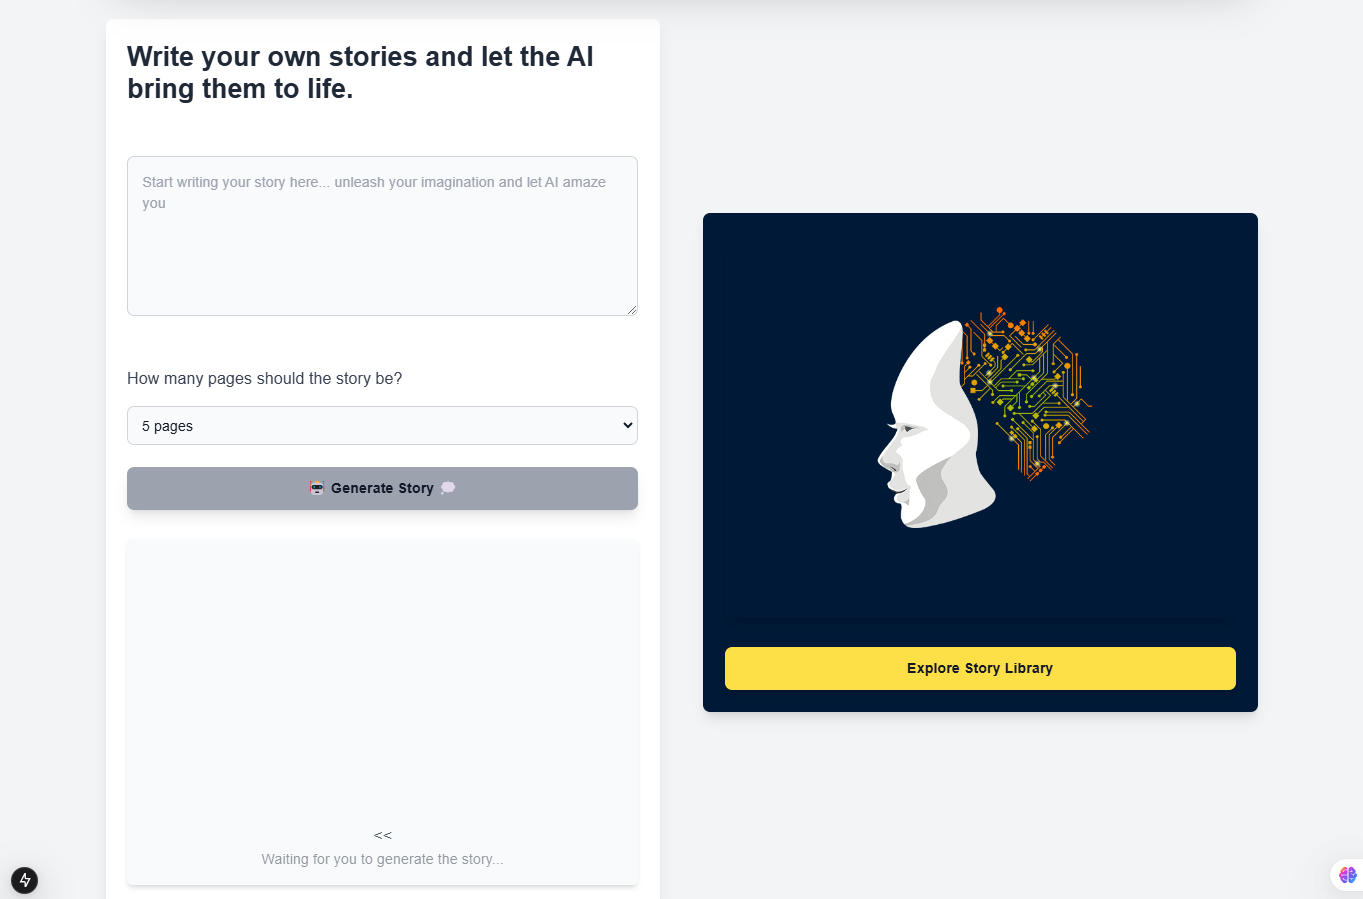 Write your own stories and let the AI
bring them to life.
Start writing your story here... unleash your imagination and let AI amaze
you
How many pages should the story be?
5 pages
🤖 Generate Story 💭
<<
Waiting for you to generate the story...
Explore Story Library